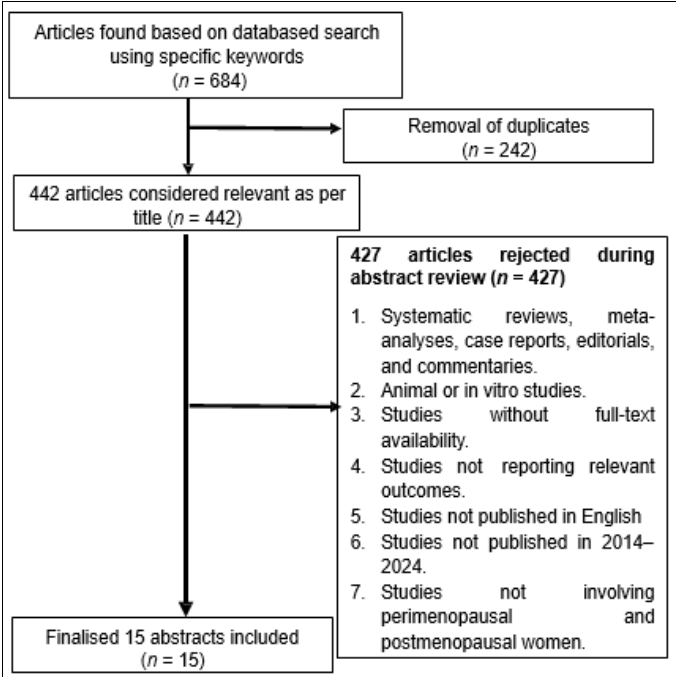 Articles found based on databased search
using specific keywords
(n = 684)
Removal of duplicates
(n = 242)
442 articles considered relevant as per
title (n = 442)
427 articles rejected during
abstract review (n = 427)
1. Systematic reviews, meta-
analyses, case reports, editorials,
and commentaries.
2. Animal or in vitro studies.
3. Studies without full-text
availability.
4. Studies not reporting relevant
outcomes.
5. Studies not published in English
6. Studies not published in 2014–
2024.
7. Studies not involving
perimenopausal and
postmenopausal women.
Finalised 15 abstracts included
(n = 15)